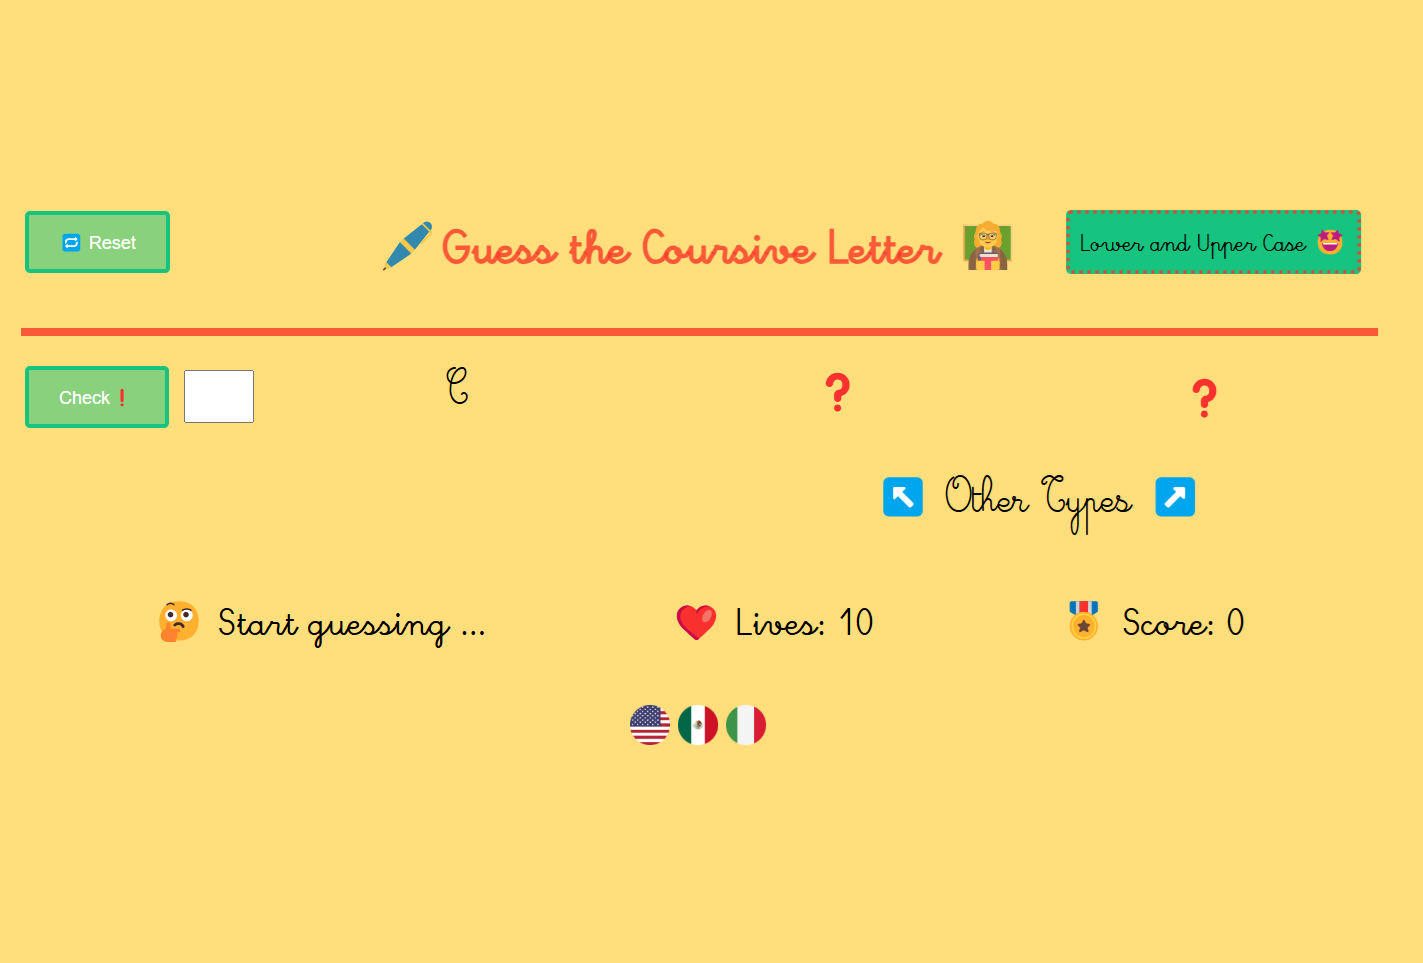 Reset
Guess the Coursive Letter
Lower and Upper Case
Check
Other Types
Start guessing ...
Lives: 10
Score: 0